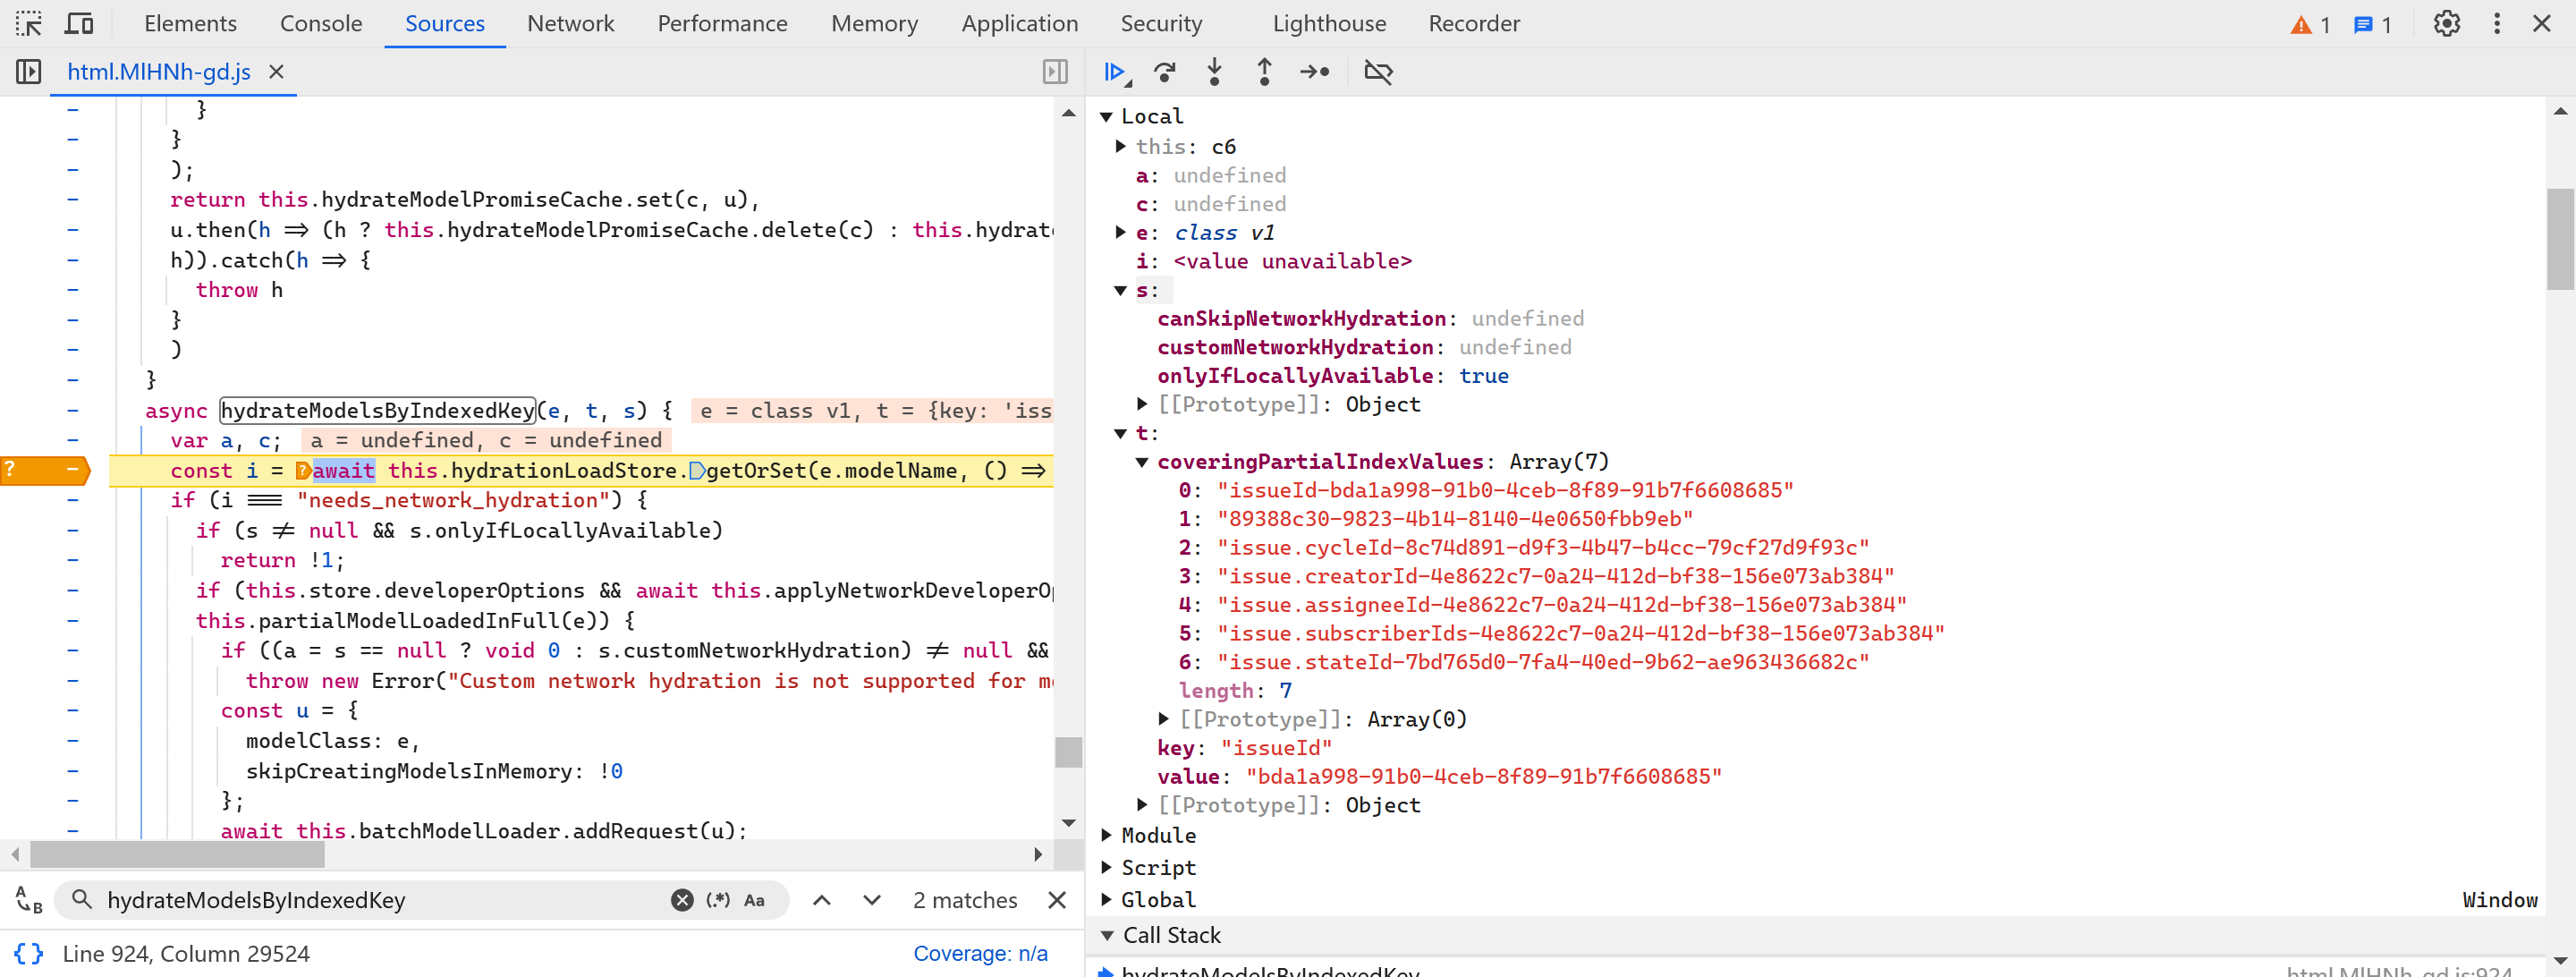 Elements Console Sources Network Performance Memory Application Security Lighthouse Recorder 1 1
html.MlHNh-gd.js
}
}
);
return this.hydrateModelPromiseCache.set(c, u),
u.then(h => (h ? this.hydrateModelPromiseCache.delete(c) : this.hydrat
h)).catch(h => {
throw h
}
)
}
async hydrateModelsByIndexedKey(e, t, s) { e = class v1, t = {key: 'iss
var a, c; a = undefined, c = undefined
? const i = await this.hydrationLoadStore.getOrSet(e.modelName, () =>
if (i === "needs_network_hydration") {
if (s != null && s.onlyIfLocallyAvailable)
return !1;
if (this.store.developerOptions && await this.applyNetworkDeveloperOp
this.partialModelLoadedInFull(e)) {
if ((a = s == null ? void 0 : s.customNetworkHydration) != null &&
throw new Error("Custom network hydration is not supported for m
const u = {
modelClass: e,
skipCreatingModelsInMemory: !0
};
await this.batchModelLoader.addRequest(u);
hydrateModelsByIndexedKey (.*) Aa 2 matches
{} Line 924, Column 29524 Coverage: n/a
Local
this: c6
a: undefined
c: undefined
e: class v1
i: <value unavailable>
s:
canSkipNetworkHydration: undefined
customNetworkHydration: undefined
onlyIfLocallyAvailable: true
[[Prototype]]: Object
t:
coveringPartialIndexValues: Array(7)
0: "issueId-bda1a998-91b0-4ceb-8f89-91b7f6608685"
1: "89388c30-9823-4b14-8140-4e0650fbb9eb"
2: "issue.cycleId-8c74d891-d9f3-4b47-b4cc-79cf27d9f93c"
3: "issue.creatorId-4e8622c7-0a24-412d-bf38-156e073ab384"
4: "issue.assigneeId-4e8622c7-0a24-412d-bf38-156e073ab384"
5: "issue.subscriberIds-4e8622c7-0a24-412d-bf38-156e073ab384"
6: "issue.stateId-7bd765d0-7fa4-40ed-9b62-ae963436682c"
length: 7
[[Prototype]]: Array(0)
key: "issueId"
value: "bda1a998-91b0-4ceb-8f89-91b7f6608685"
[[Prototype]]: Object
Module
Script
Global Window
Call Stack
hydrateModelsByIndexedKey html.MlHNh-gd.js:924